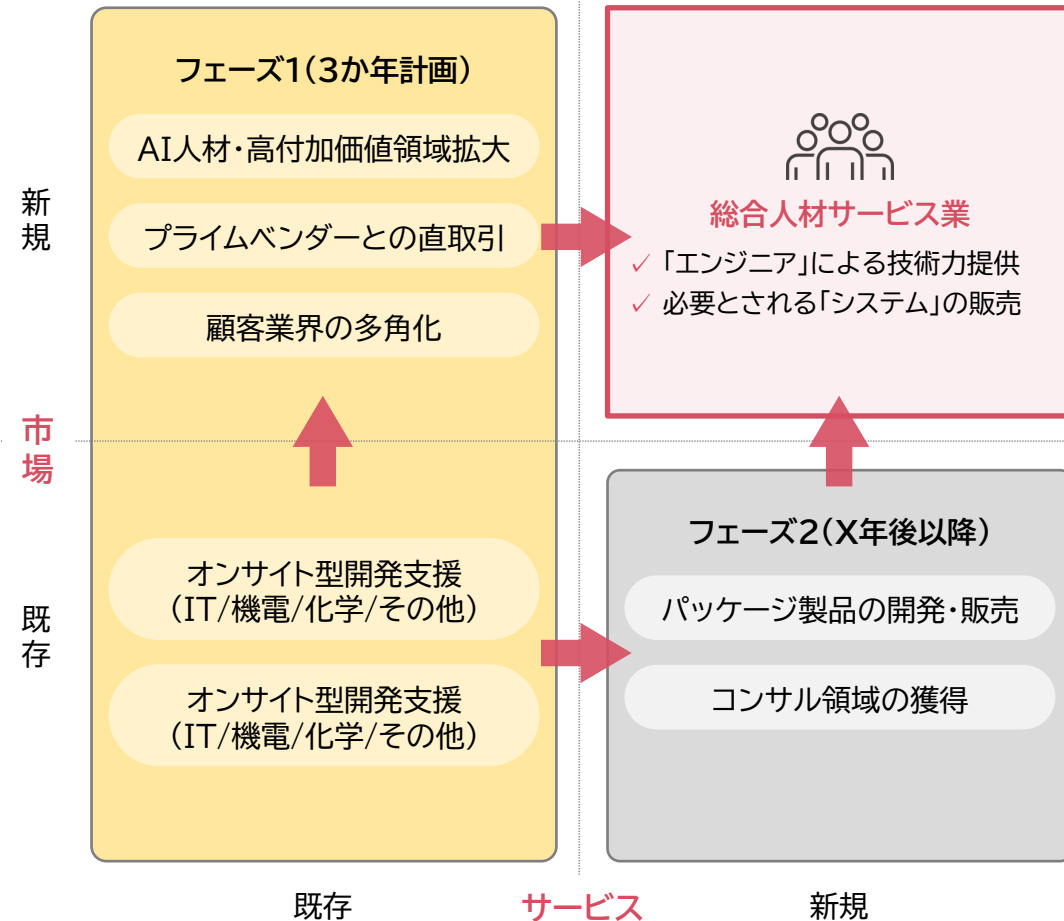 フェーズ1(3か年計画)
AI人材・高付加価値領域拡大
プライムベンダーとの直取引
顧客業界の多角化
総合人材サービス業
✓ 「エンジニア」による技術力提供
✓ 必要とされる「システム」の販売
新規
市場
既存
オンサイト型開発支援
(IT/機電/化学/その他)
オンサイト型開発支援
(IT/機電/化学/その他)
フェーズ2(X年後以降)
パッケージ製品の開発・販売
コンサル領域の獲得
既存
サービス
新規